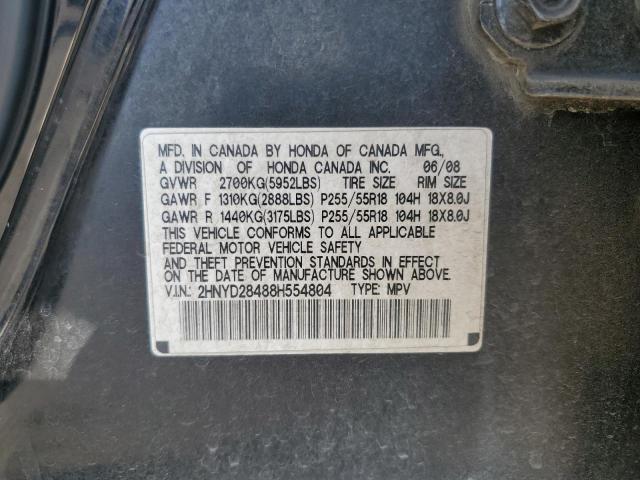 MFD. IN CANADA BY HONDA OF CANADA MFG.,
A DIVISION OF HONDA CANADA INC. 06/08
GVWR 2700KG(5952LBS) TIRE SIZE RIM SIZE
GAWR F 1310KG(2888LBS) P255/55R18 104H 18X8.0J
GAWR R 1440KG(3175LBS) P255/55R18 104H 18X8.0J
THIS VEHICLE CONFORMS TO ALL APPLICABLE
FEDERAL MOTOR VEHICLE SAFETY
AND THEFT PREVENTION STANDARDS IN EFFECT
ON THE DATE OF MANUFACTURE SHOWN ABOVE.
V.I.N.: 2HNYD28488H554804 TYPE: MPV